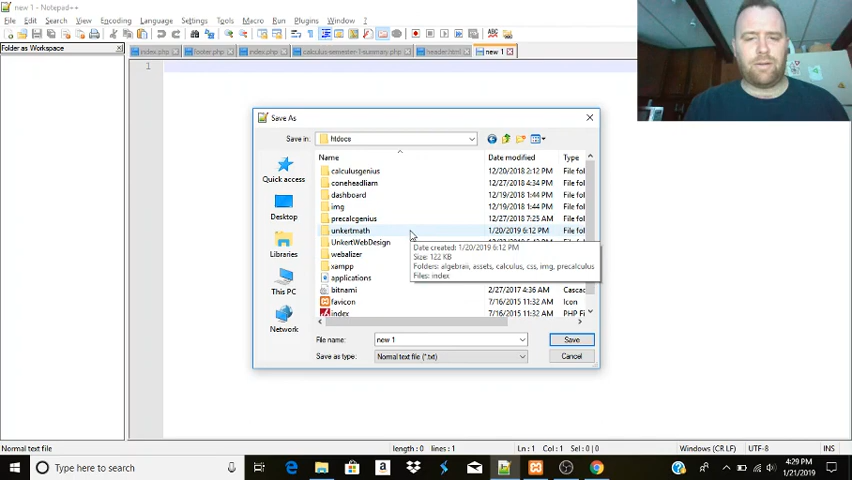 new 1 - Notepad++
File Edit Search View Encoding Language Settings Tools Macro Run Plugins Window ?
Folder as Workspace
index.php footer.php index.php calculus-semester-1-summary.php header.html new 1
1
Save As
Save in: htdocs
Name Date modified Type
calculusgenius 12/20/2018 2:12 PM File fol
coneheadliam 12/27/2018 4:34 PM File fol
dashboard 12/19/2018 1:44 PM File fol
img 12/19/2018 1:44 PM File fol
precalcgenius 12/27/2018 7:25 AM File fol
unkertmath 1/20/2019 6:12 PM File fol
UnkertWebDesign
webalizer
xampp
applications
bitnami 2/27/2017 4:36 AM Cascad
favicon 7/16/2015 11:32 AM Icon
index 7/16/2015 11:32 AM PHP Fi
Date created: 1/20/2019 6:12 PM
Size: 122 KB
Folders: algebraii, assets, calculus, css, img, precalculus
Files: index
Quick access
Desktop
Libraries
This PC
Network
File name: new 1 Save
Save as type: Normal text file (*.txt) Cancel
Normal text file length : 0 lines : 1 Ln : 1 Col : 1 Sel : 0 | 0 Windows (CR LF) UTF-8 INS
Type here to search
4:29 PM
1/21/2019